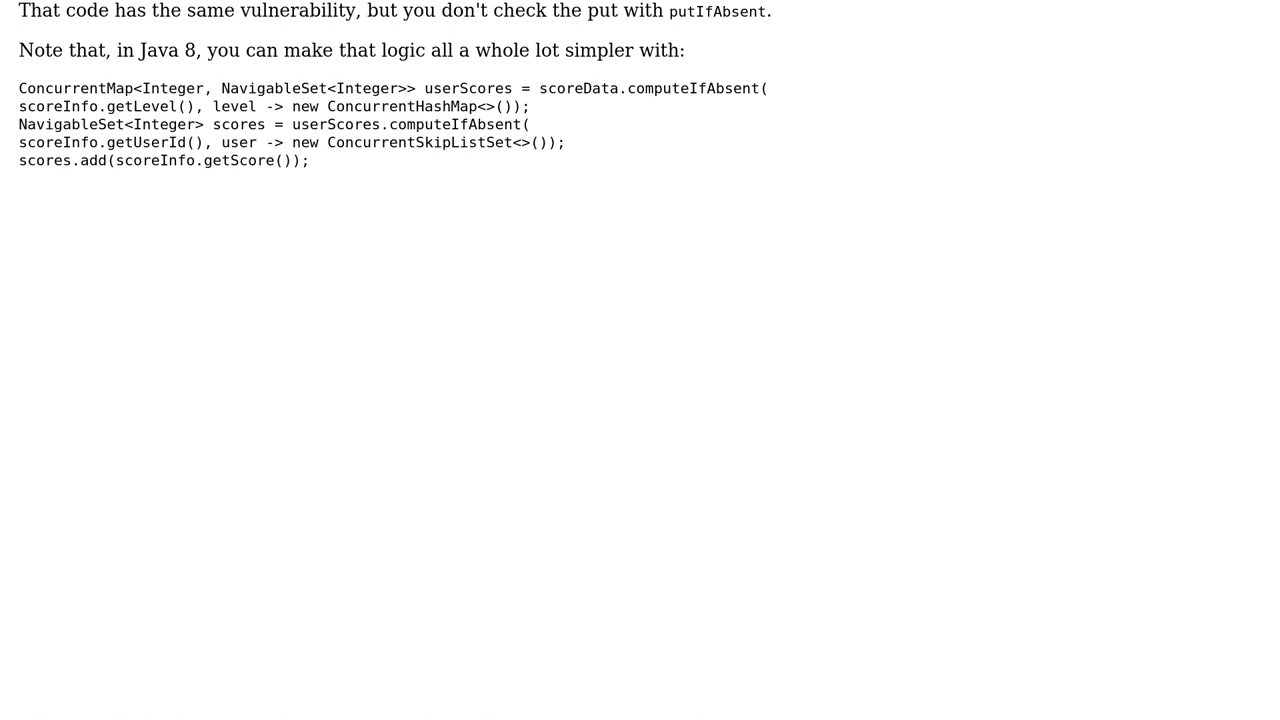 That code has the same vulnerability, but you don't check the put with putIfAbsent.
Note that, in Java 8, you can make that logic all a whole lot simpler with:
ConcurrentMap<Integer, NavigableSet<Integer>> userScores = scoreData.computeIfAbsent(
scoreInfo.getLevel(), level -> new ConcurrentHashMap<>());
NavigableSet<Integer> scores = userScores.computeIfAbsent(
scoreInfo.getUserId(), user -> new ConcurrentSkipListSet<>());
scores.add(scoreInfo.getScore());